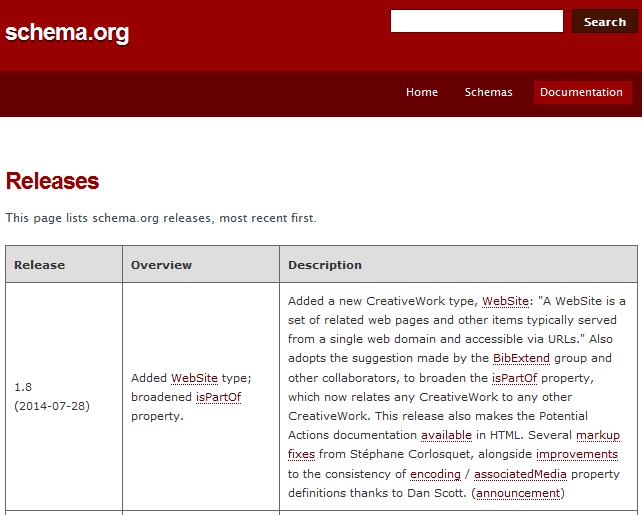 schema.org
Search
Home Schemas Documentation
Releases
This page lists schema.org releases, most recent first.
Release Overview Description
1.8
(2014-07-28)
Added WebSite type;
broadened isPartOf
property.
Added a new CreativeWork type, WebSite: "A WebSite is a
set of related web pages and other items typically served
from a single web domain and accessible via URLs." Also
adopts the suggestion made by the BibExtend group and
other collaborators, to broaden the isPartOf property,
which now relates any CreativeWork to any other
CreativeWork. This release also makes the Potential
Actions documentation available in HTML. Several markup
fixes from Stéphane Corlosquet, alongside improvements
to the consistency of encoding / associatedMedia property
definitions thanks to Dan Scott. (announcement)